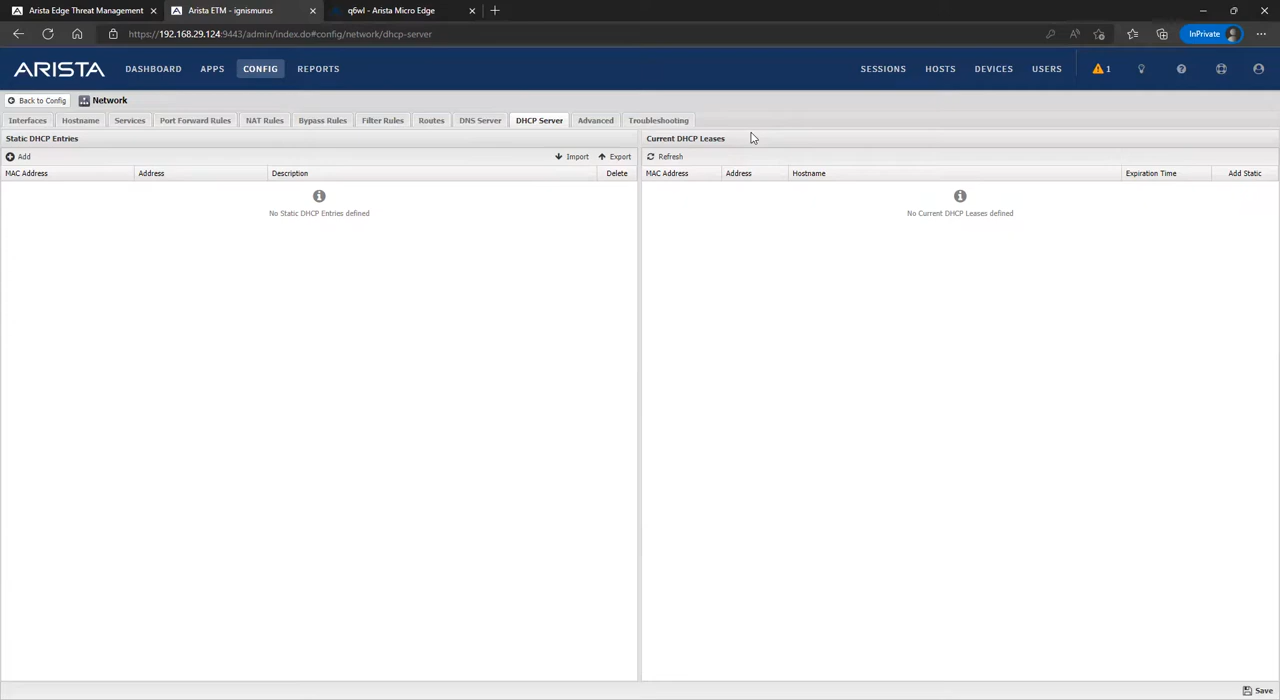 Arista Edge Threat Management
Arista ETM - ignismurus
q6wl - Arista Micro Edge
https://192.168.29.124:9443/admin/index.do#config/network/dhcp-server
InPrivate
ARISTA
DASHBOARD APPS CONFIG REPORTS
SESSIONS HOSTS DEVICES USERS 1
Back to Config Network
Interfaces Hostname Services Port Forward Rules NAT Rules Bypass Rules Filter Rules Routes DNS Server DHCP Server Advanced Troubleshooting
Static DHCP Entries
Add Import Export
MAC Address Address Description Delete
No Static DHCP Entries defined
Current DHCP Leases
Refresh
MAC Address Address Hostname Expiration Time Add Static
No Current DHCP Leases defined
Save